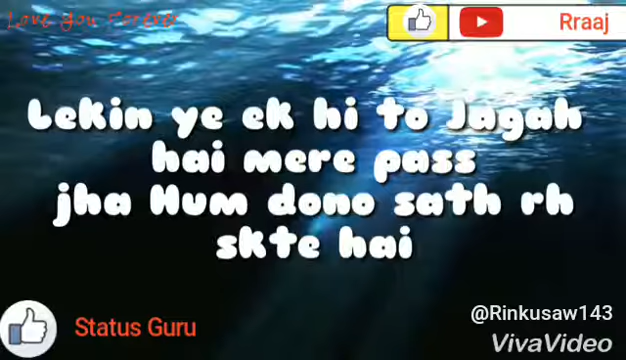 Love You Forever
Rraaj
Lekin ye ek hi to Jagah
hai mere pass
jha Hum dono sath rh
skte hai
Status Guru
@Rinkusaw143
VivaVideo